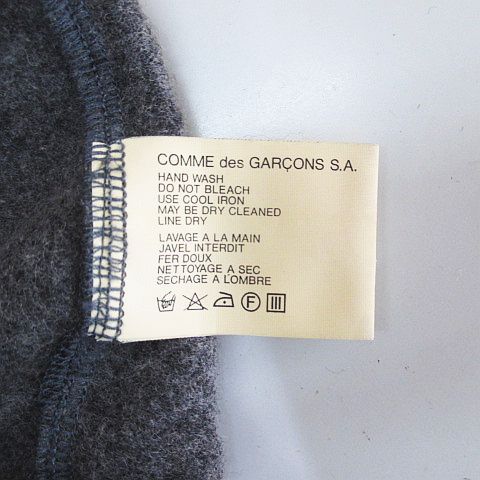 COMME des GARÇONS S.A.
HAND WASH
DO NOT BLEACH
USE COOL IRON
MAY BE DRY CLEANED
LINE DRY
LAVAGE A LA MAIN
JAVEL INTERDIT
FER DOUX
NETTOYAGE A SEC
SECHAGE A L'OMBRE
F